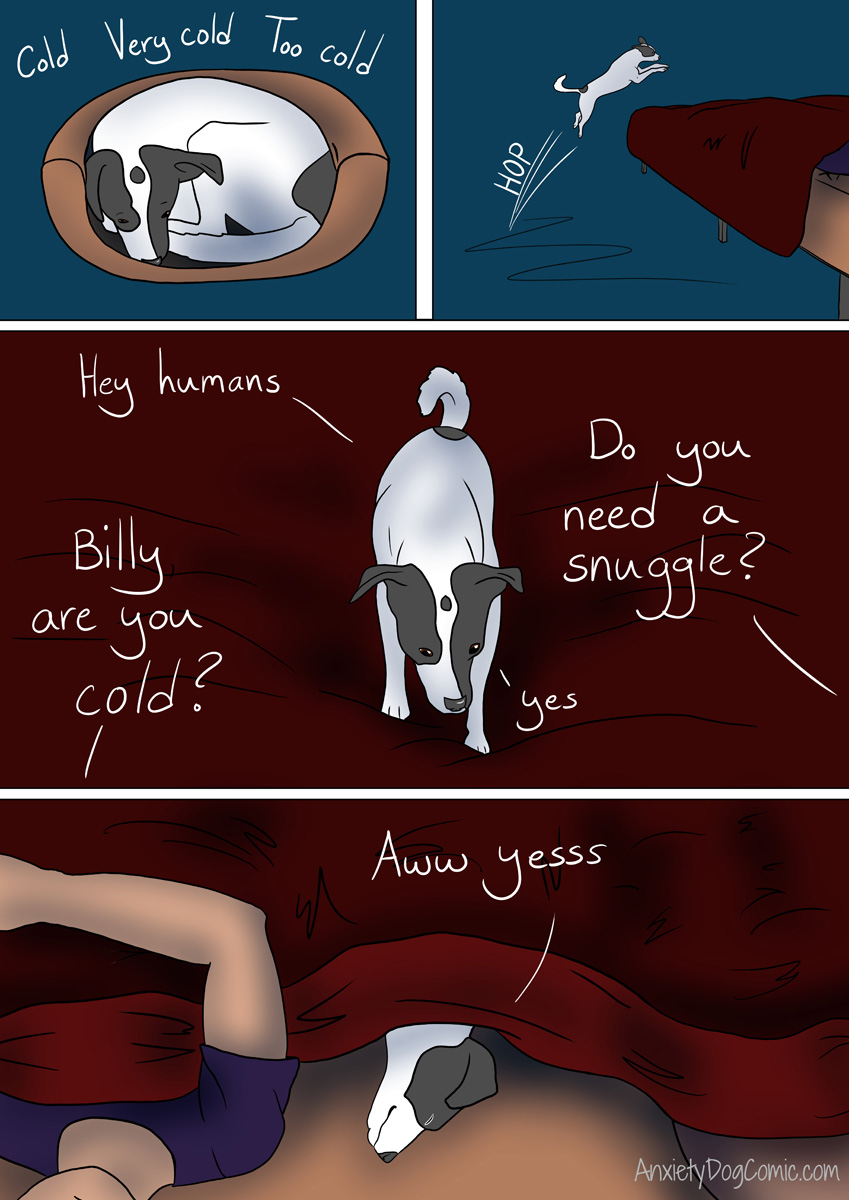 Cold Very cold Too cold
HOP
Hey humans
Billy,
are you
cold?
Do you
need a
snuggle?
yes
Aww yesss
AnxietyDogComic.com